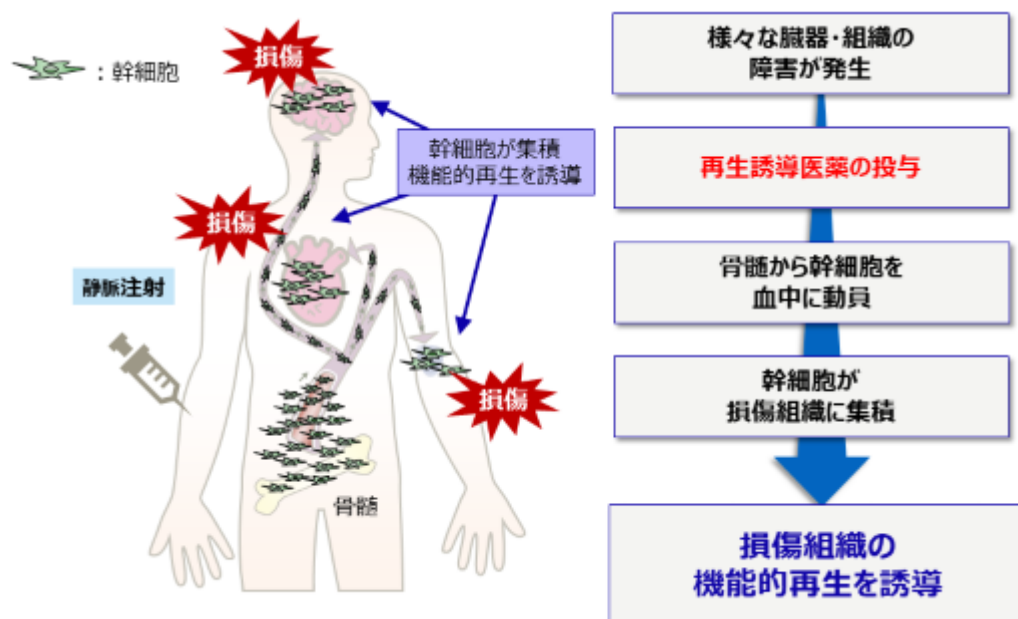 損傷
：幹細胞
幹細胞が集積
機能的再生を誘導
損傷
静脈注射
損傷
骨髄
様々な臓器・組織の
障害が発生
再生誘導医薬の投与
骨髄から幹細胞を
血中に動員
幹細胞が
損傷組織に集積
損傷組織の
機能的再生を誘導